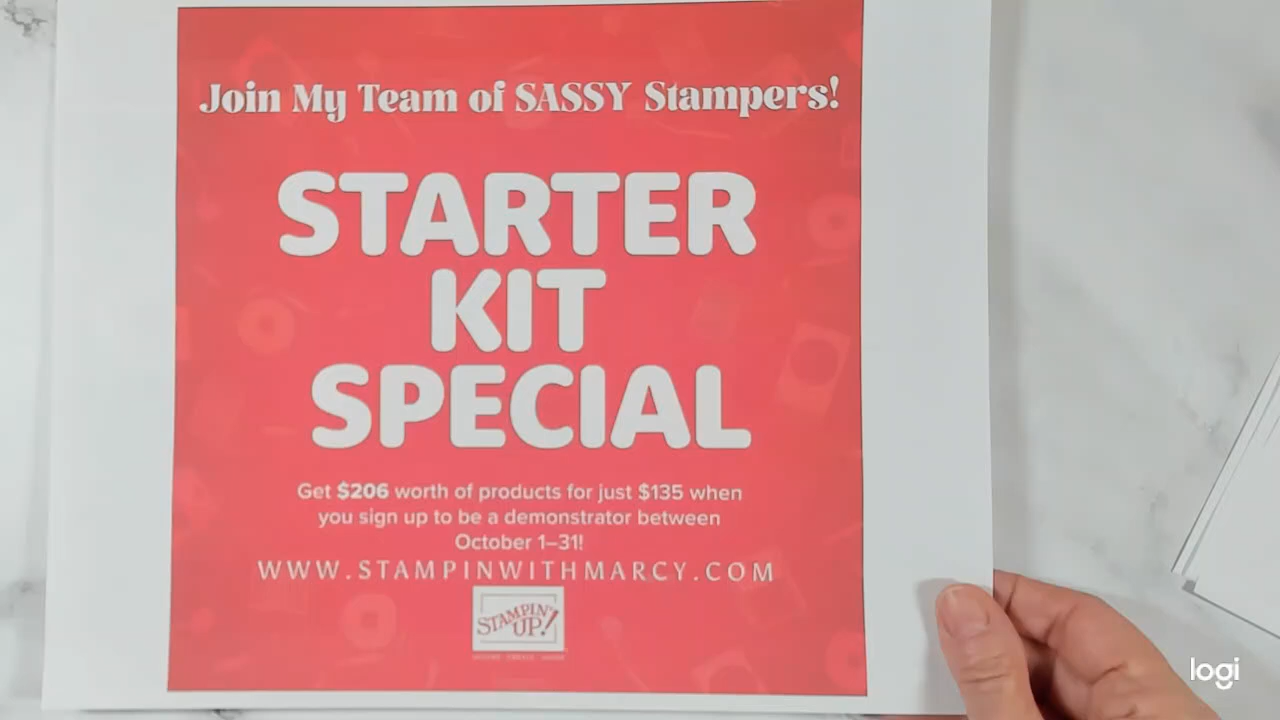 Join My Team of SASSY Stampers!
STARTER
KIT
SPECIAL
Get $206 worth of products for just $135 when
you sign up to be a demonstrator between
October 1–31!
WWW.STAMPINWITHMARCY.COM
STAMPIN'
UP!
logi